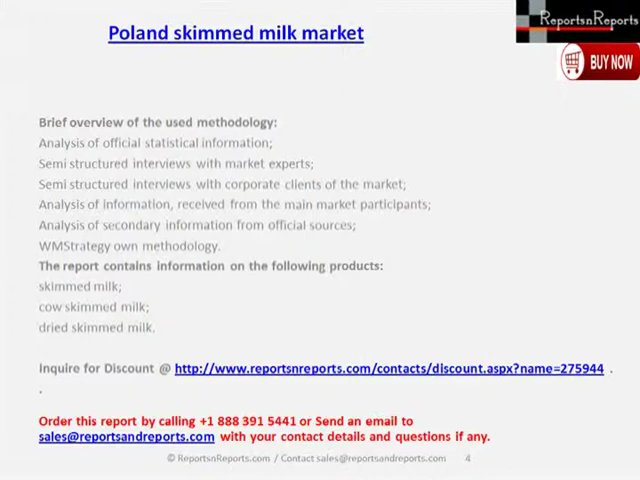 Poland skimmed milk market
ReportsnReports
BUY NOW
Brief overview of the used methodology:
Analysis of official statistical information;
Semi structured interviews with market experts;
Semi structured interviews with corporate clients of the market;
Analysis of information, received from the main market participants;
Analysis of secondary information from official sources;
WMStrategy own methodology.
The report contains information on the following products:
skimmed milk;
cow skimmed milk;
dried skimmed milk.
Inquire for Discount @ http://www.reportsnreports.com/contacts/discount.aspx?name=275944 .
.
Order this report by calling +1 888 391 5441 or Send an email to
sales@reportsandreports.com with your contact details and questions if any.
© ReportsnReports.com / Contact sales@reportsandreports.com 4